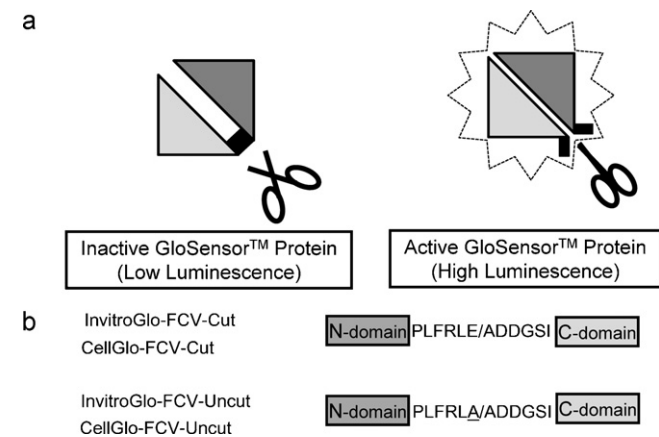 a
Inactive GloSensor™ Protein
(Low Luminescence)
Active GloSensor™ Protein
(High Luminescence)
b
InvitroGlo-FCV-Cut
CellGlo-FCV-Cut
N-domain PLFRLE/ADDGSI C-domain
InvitroGlo-FCV-Uncut
CellGlo-FCV-Uncut
N-domain PLFRLA/ADDGSI C-domain